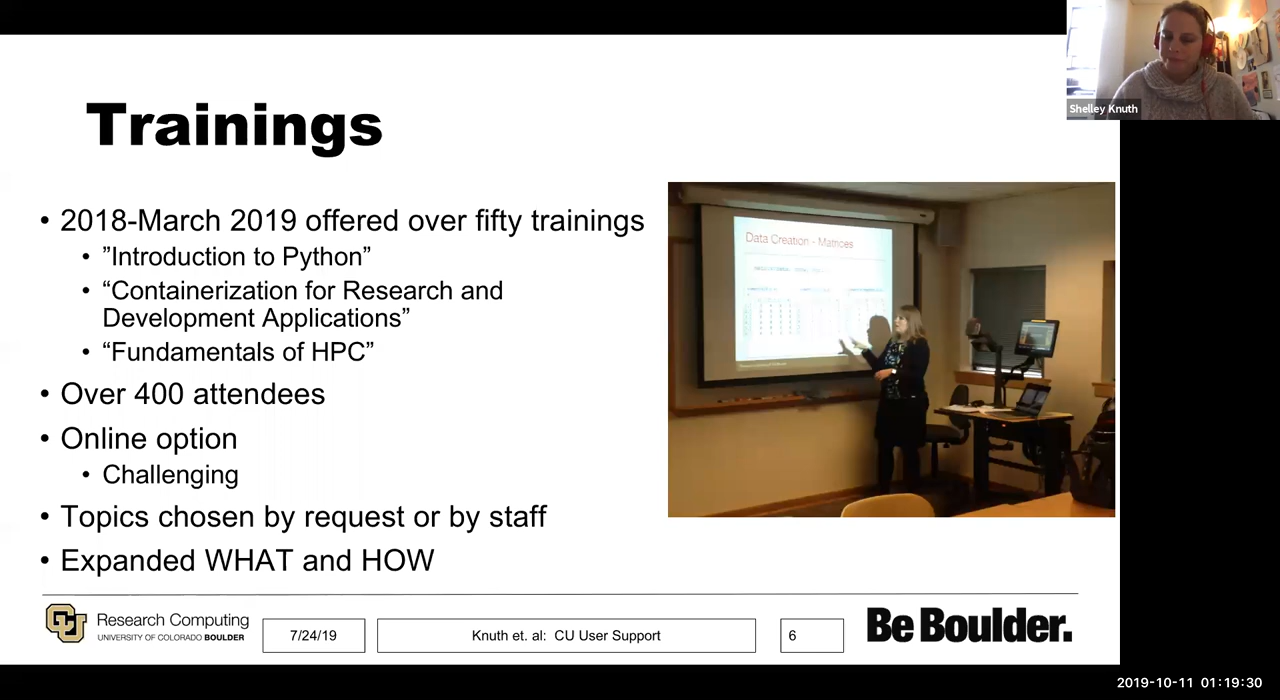 Shelley Knuth
Trainings
• 2018-March 2019 offered over fifty trainings
• ”Introduction to Python”
• “Containerization for Research and
Development Applications”
• “Fundamentals of HPC”
• Over 400 attendees
• Online option
• Challenging
• Topics chosen by request or by staff
• Expanded WHAT and HOW
Data Creation - Matrices
CU
Research Computing
UNIVERSITY OF COLORADO BOULDER
7/24/19
Knuth et. al: CU User Support
6
Be Boulder.
2019-10-11 01:19:30